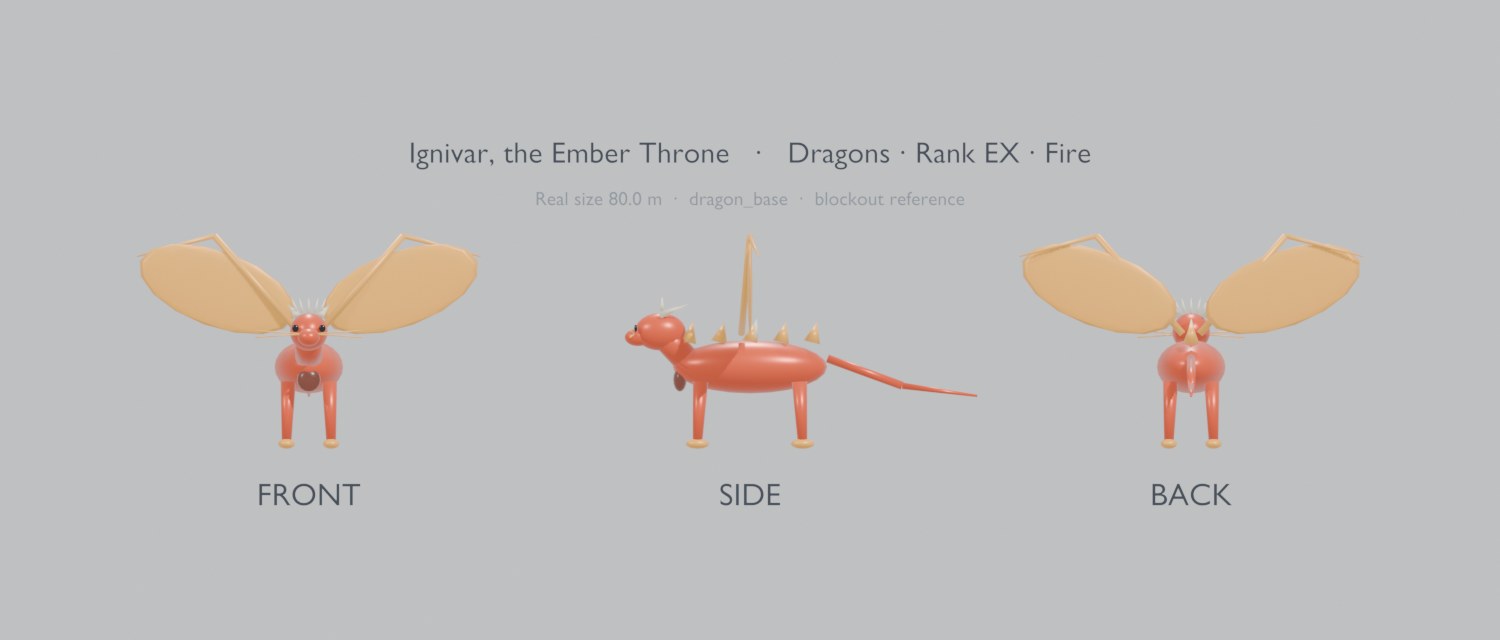 Ignivar, the Ember Throne · Dragons · Rank EX · Fire
Real size 80.0 m · dragon_base · blockout reference
FRONT
SIDE
BACK